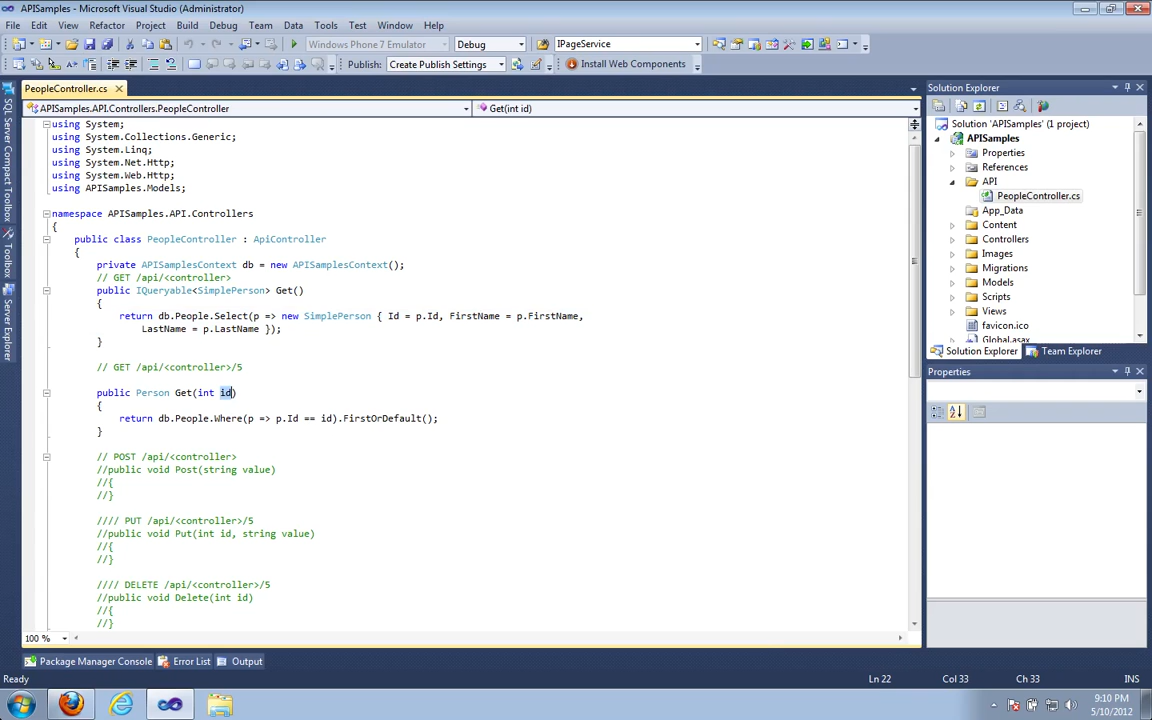 APISamples - Microsoft Visual Studio (Administrator)
File Edit View Refactor Project Build Debug Team Data Tools Test Window Help
Windows Phone 7 Emulator Debug IPageService
Publish: Create Publish Settings Install Web Components
SQL Server Compact Toolbox
Toolbox
Server Explorer
PeopleController.cs
APISamples.API.Controllers.PeopleController Get(int id)
using System;
using System.Collections.Generic;
using System.Linq;
using System.Net.Http;
using System.Web.Http;
using APISamples.Models;
namespace APISamples.API.Controllers
{
public class PeopleController : ApiController
{
private APISamplesContext db = new APISamplesContext();
// GET /api/<controller>
public IQueryable<SimplePerson> Get()
{
return db.People.Select(p => new SimplePerson { Id = p.Id, FirstName = p.FirstName,
LastName = p.LastName });
}
// GET /api/<controller>/5
public Person Get(int id)
{
return db.People.Where(p => p.Id == id).FirstOrDefault();
}
// POST /api/<controller>
//public void Post(string value)
//{
//}
//// PUT /api/<controller>/5
//public void Put(int id, string value)
//{
//}
//// DELETE /api/<controller>/5
//public void Delete(int id)
//{
//}
100 %
Solution Explorer
Solution 'APISamples' (1 project)
APISamples
Properties
References
API
PeopleController.cs
App_Data
Content
Controllers
Images
Migrations
Models
Scripts
Views
favicon.ico
Global.asax
Solution Explorer Team Explorer
Properties
Package Manager Console Error List Output
Ready Ln 22 Col 33 Ch 33 INS
9:10 PM
5/10/2012